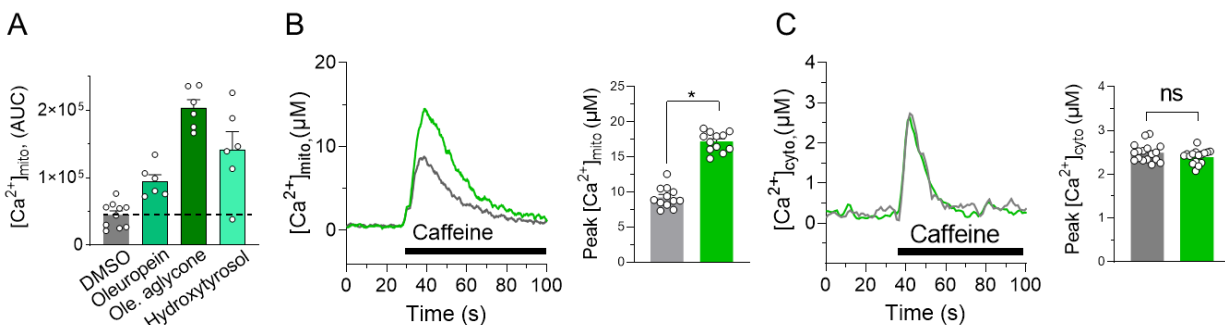 A
[Ca²⁺]mito, (AUC)
2×10⁵
1×10⁵
0
DMSO
Oleuropein
Ole. aglycone
Hydroxytyrosol
B
[Ca²⁺]mito, (µM)
20
10
0
Caffeine
0 20 40 60 80 100
Time (s)
Peak [Ca²⁺]mito (µM)
25
20
15
10
5
0
*
C
[Ca²⁺]cyto, (µM)
4
3
2
1
0
Caffeine
0 20 40 60 80 100
Time (s)
Peak [Ca²⁺]cyto (µM)
4
3
2
1
0
ns